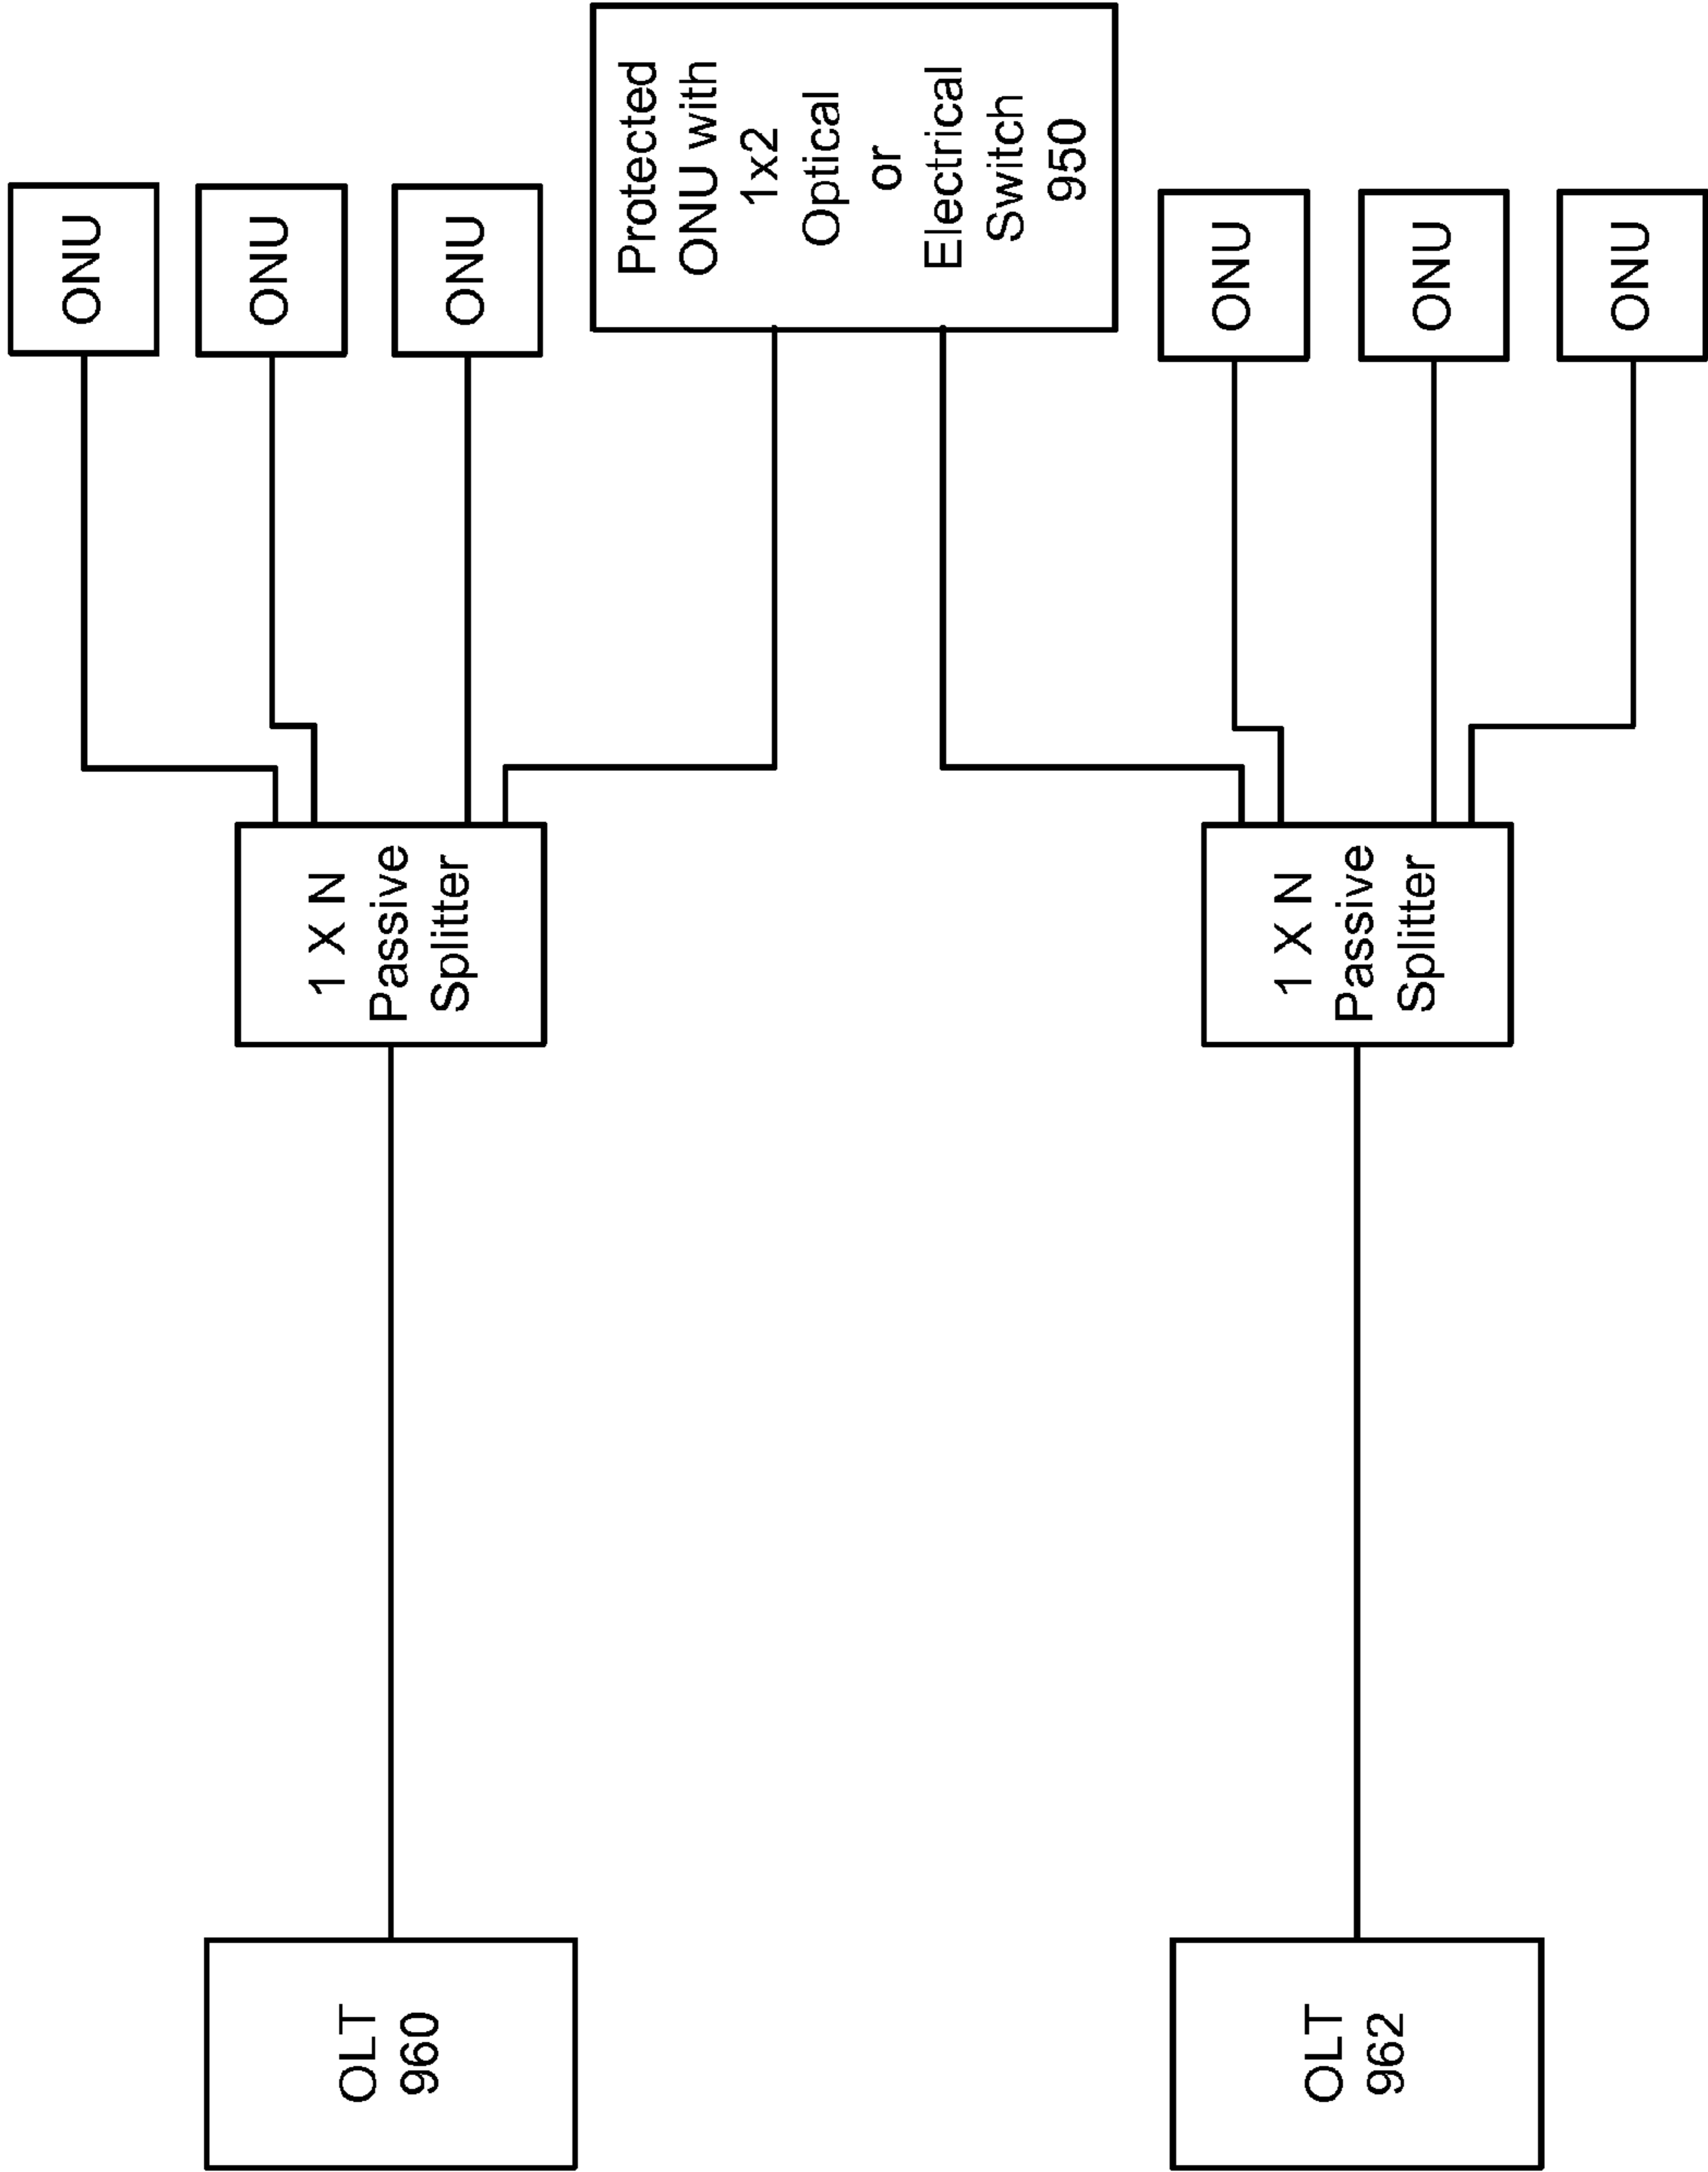 ONU
ONU
ONU
Protected
ONU with
1x2
Optical
or
Electrical
Switch
950
ONU
ONU
ONU
1 X N
Passive
Splitter
1 X N
Passive
Splitter
OLT
960
OLT
962